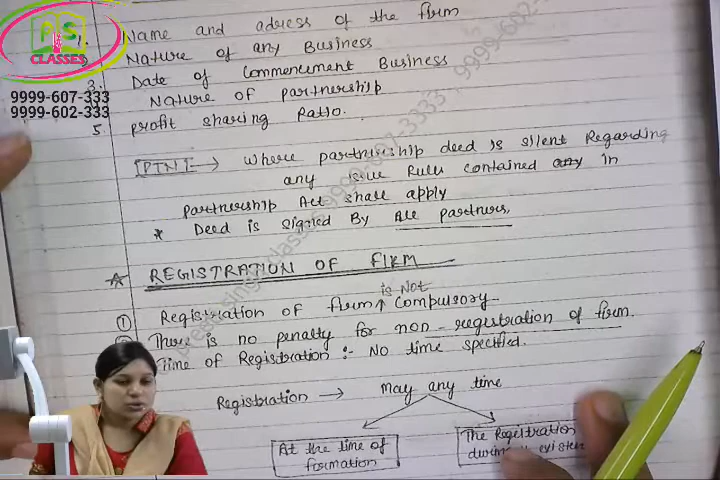 PJS
CLASSES
9999-607-333
9999-602-333
Name and adress of the firm
Nature of any Business
3. Date of commencement Business
Nature of partnership
5. profit sharing Ratio.
[PTN] → Where partnership deed is silent Regarding
any issue Rules contained any in
Partnership Act shall apply
* Deed is signed By All partners,
REGISTRATION OF FIRM
① Registration of firm is Not Compulsory
There is no penalty for non-registration of firm.
Time of Registration :- No time specified.
Registration → may any time
At the time of
formation
The Registration
during